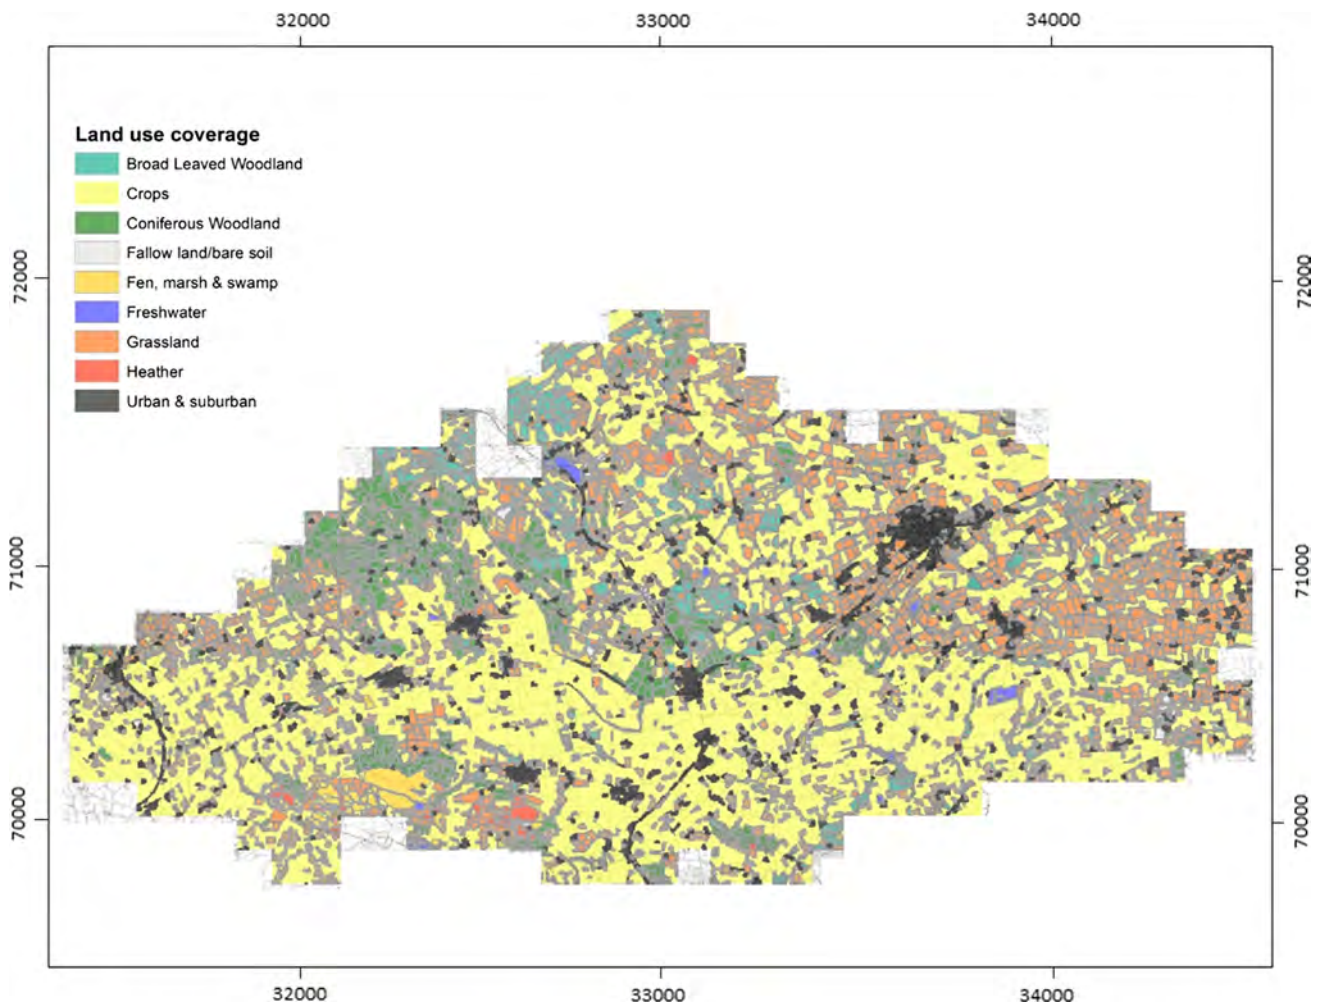 32000 33000 34000
Land use coverage
Broad Leaved Woodland
Crops
Coniferous Woodland
Fallow land/bare soil
Fen, marsh & swamp
Freshwater
Grassland
Heather
Urban & suburban
72000 72000
71000 71000
70000 70000
32000 33000 34000